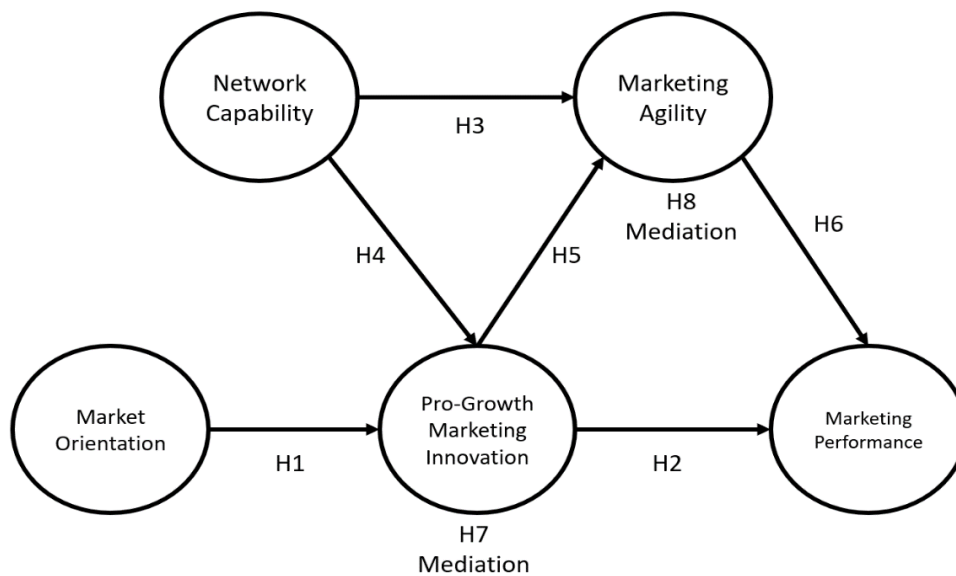 Network
Capability
Marketing
Agility
H3
H8
Mediation
H4
H5
H6
Market
Orientation
Pro-Growth
Marketing
Innovation
Marketing
Performance
H1
H2
H7
Mediation